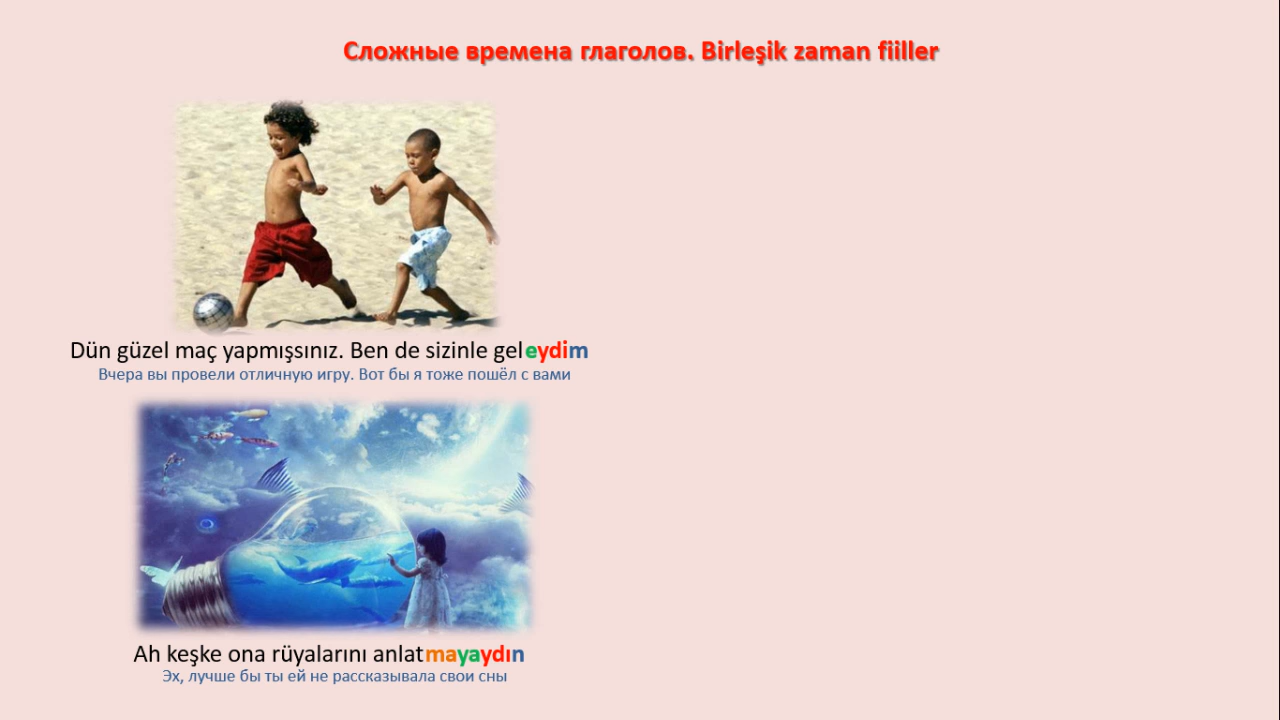 Сложные времена глаголов. Birleşik zaman fiiller
Dün güzel maç yapmışsınız. Ben de sizinle geleydim
Вчера вы провели отличную игру. Вот бы я тоже пошёл с вами
Ah keşke ona rüyalarını anlatmayaydın
Эх, лучше бы ты ей не рассказывала свои сны